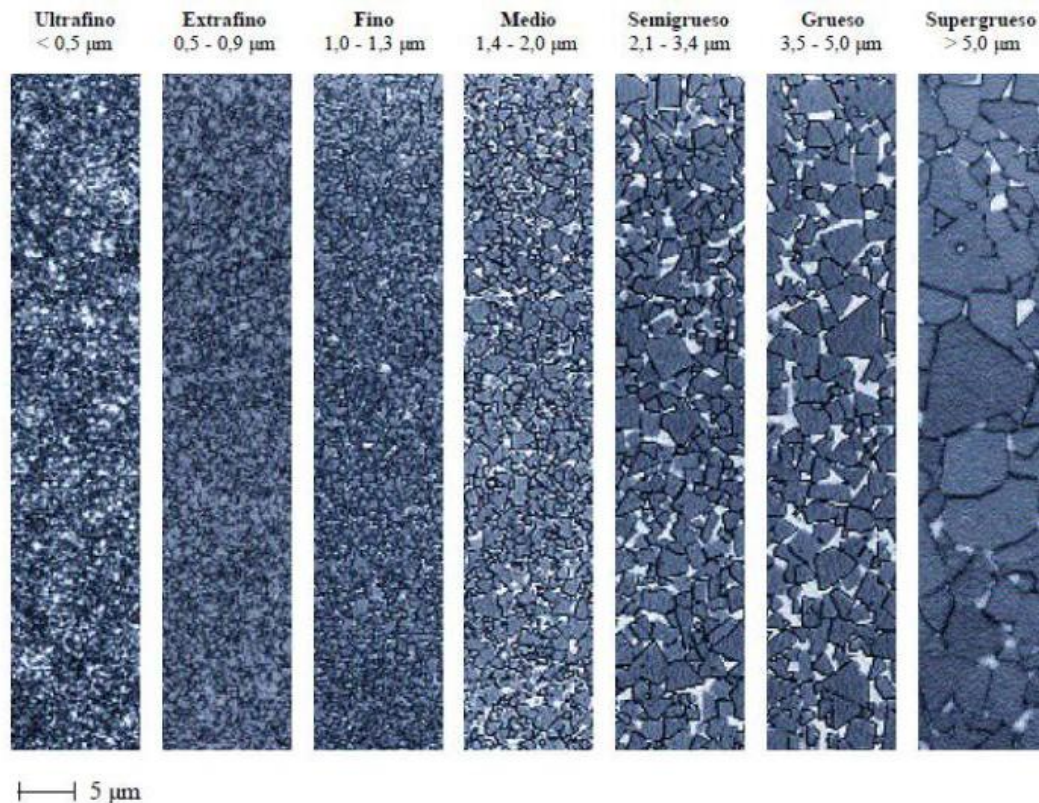 Ultrafino
< 0,5 µm
Extrafino
0,5 - 0,9 µm
Fino
1,0 - 1,3 µm
Medio
1,4 - 2,0 µm
Semigrueso
2,1 - 3,4 µm
Grueso
3,5 - 5,0 µm
Supergrueso
> 5,0 µm
5 µm